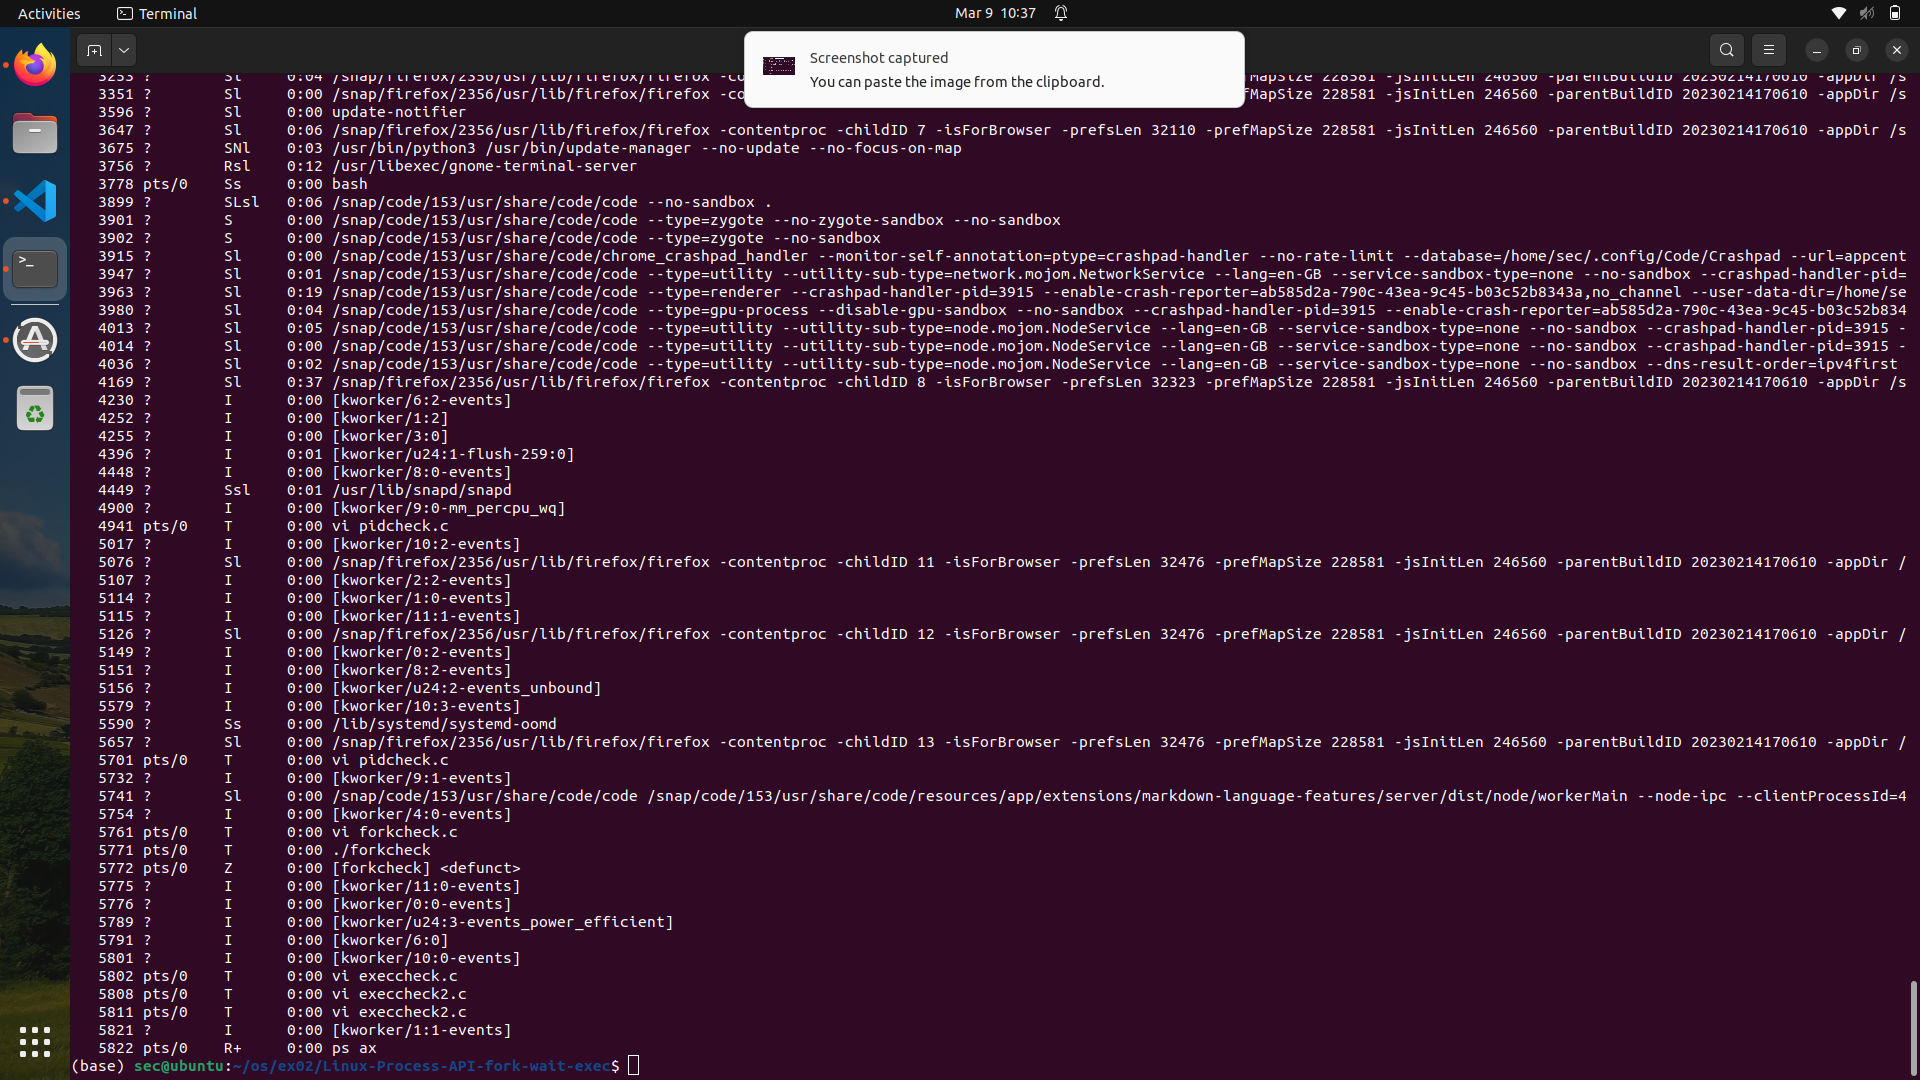 Activities
Terminal
Mar 9 10:37
Screenshot captured
You can paste the image from the clipboard.
3253 ? Sl 0:04 /snap/firefox/2356/usr/lib/firefox/firefox -co fMapSize 228581 -jsInitLen 246560 -parentBuildID 20230214170610 -appDir /s
3351 ? Sl 0:00 /snap/firefox/2356/usr/lib/firefox/firefox -co fMapSize 228581 -jsInitLen 246560 -parentBuildID 20230214170610 -appDir /s
3596 ? Sl 0:00 update-notifier
3647 ? Sl 0:06 /snap/firefox/2356/usr/lib/firefox/firefox -contentproc -childID 7 -isForBrowser -prefsLen 32110 -prefMapSize 228581 -jsInitLen 246560 -parentBuildID 20230214170610 -appDir /s
3675 ? SNl 0:03 /usr/bin/python3 /usr/bin/update-manager --no-update --no-focus-on-map
3756 ? Rsl 0:12 /usr/libexec/gnome-terminal-server
3778 pts/0 Ss 0:00 bash
3899 ? SLsl 0:06 /snap/code/153/usr/share/code/code --no-sandbox .
3901 ? S 0:00 /snap/code/153/usr/share/code/code --type=zygote --no-zygote-sandbox --no-sandbox
3902 ? S 0:00 /snap/code/153/usr/share/code/code --type=zygote --no-sandbox
3915 ? Sl 0:00 /snap/code/153/usr/share/code/chrome_crashpad_handler --monitor-self-annotation=ptype=crashpad-handler --no-rate-limit --database=/home/sec/.config/Code/Crashpad --url=appcent
3947 ? Sl 0:01 /snap/code/153/usr/share/code/code --type=utility --utility-sub-type=network.mojom.NetworkService --lang=en-GB --service-sandbox-type=none --no-sandbox --crashpad-handler-pid=
3963 ? Sl 0:19 /snap/code/153/usr/share/code/code --type=renderer --crashpad-handler-pid=3915 --enable-crash-reporter=ab585d2a-790c-43ea-9c45-b03c52b8343a,no_channel --user-data-dir=/home/se
3980 ? Sl 0:04 /snap/code/153/usr/share/code/code --type=gpu-process --disable-gpu-sandbox --no-sandbox --crashpad-handler-pid=3915 --enable-crash-reporter=ab585d2a-790c-43ea-9c45-b03c52b834
4013 ? Sl 0:05 /snap/code/153/usr/share/code/code --type=utility --utility-sub-type=node.mojom.NodeService --lang=en-GB --service-sandbox-type=none --no-sandbox --crashpad-handler-pid=3915 -
4014 ? Sl 0:00 /snap/code/153/usr/share/code/code --type=utility --utility-sub-type=node.mojom.NodeService --lang=en-GB --service-sandbox-type=none --no-sandbox --crashpad-handler-pid=3915 -
4036 ? Sl 0:02 /snap/code/153/usr/share/code/code --type=utility --utility-sub-type=node.mojom.NodeService --lang=en-GB --service-sandbox-type=none --no-sandbox --dns-result-order=ipv4first
4169 ? Sl 0:37 /snap/firefox/2356/usr/lib/firefox/firefox -contentproc -childID 8 -isForBrowser -prefsLen 32323 -prefMapSize 228581 -jsInitLen 246560 -parentBuildID 20230214170610 -appDir /s
4230 ? I 0:00 [kworker/6:2-events]
4252 ? I 0:00 [kworker/1:2]
4255 ? I 0:00 [kworker/3:0]
4396 ? I 0:01 [kworker/u24:1-flush-259:0]
4448 ? I 0:00 [kworker/8:0-events]
4449 ? Ssl 0:01 /usr/lib/snapd/snapd
4900 ? I 0:00 [kworker/9:0-mm_percpu_wq]
4941 pts/0 T 0:00 vi pidcheck.c
5017 ? I 0:00 [kworker/10:2-events]
5076 ? Sl 0:00 /snap/firefox/2356/usr/lib/firefox/firefox -contentproc -childID 11 -isForBrowser -prefsLen 32476 -prefMapSize 228581 -jsInitLen 246560 -parentBuildID 20230214170610 -appDir /
5107 ? I 0:00 [kworker/2:2-events]
5114 ? I 0:00 [kworker/1:0-events]
5115 ? I 0:00 [kworker/11:1-events]
5126 ? Sl 0:00 /snap/firefox/2356/usr/lib/firefox/firefox -contentproc -childID 12 -isForBrowser -prefsLen 32476 -prefMapSize 228581 -jsInitLen 246560 -parentBuildID 20230214170610 -appDir /
5149 ? I 0:00 [kworker/0:2-events]
5151 ? I 0:00 [kworker/8:2-events]
5156 ? I 0:00 [kworker/u24:2-events_unbound]
5579 ? I 0:00 [kworker/10:3-events]
5590 ? Ss 0:00 /lib/systemd/systemd-oomd
5657 ? Sl 0:00 /snap/firefox/2356/usr/lib/firefox/firefox -contentproc -childID 13 -isForBrowser -prefsLen 32476 -prefMapSize 228581 -jsInitLen 246560 -parentBuildID 20230214170610 -appDir /
5701 pts/0 T 0:00 vi pidcheck.c
5732 ? I 0:00 [kworker/9:1-events]
5741 ? Sl 0:00 /snap/code/153/usr/share/code/code /snap/code/153/usr/share/code/resources/app/extensions/markdown-language-features/server/dist/node/workerMain --node-ipc --clientProcessId=4
5754 ? I 0:00 [kworker/4:0-events]
5761 pts/0 T 0:00 vi forkcheck.c
5771 pts/0 T 0:00 ./forkcheck
5772 pts/0 Z 0:00 [forkcheck] <defunct>
5775 ? I 0:00 [kworker/11:0-events]
5776 ? I 0:00 [kworker/0:0-events]
5789 ? I 0:00 [kworker/u24:3-events_power_efficient]
5791 ? I 0:00 [kworker/6:0]
5801 ? I 0:00 [kworker/10:0-events]
5802 pts/0 T 0:00 vi execcheck.c
5808 pts/0 T 0:00 vi execcheck2.c
5811 pts/0 T 0:00 vi execcheck2.c
5821 ? I 0:00 [kworker/1:1-events]
5822 pts/0 R+ 0:00 ps ax
(base) sec@ubuntu:~/os/ex02/Linux-Process-API-fork-wait-exec$